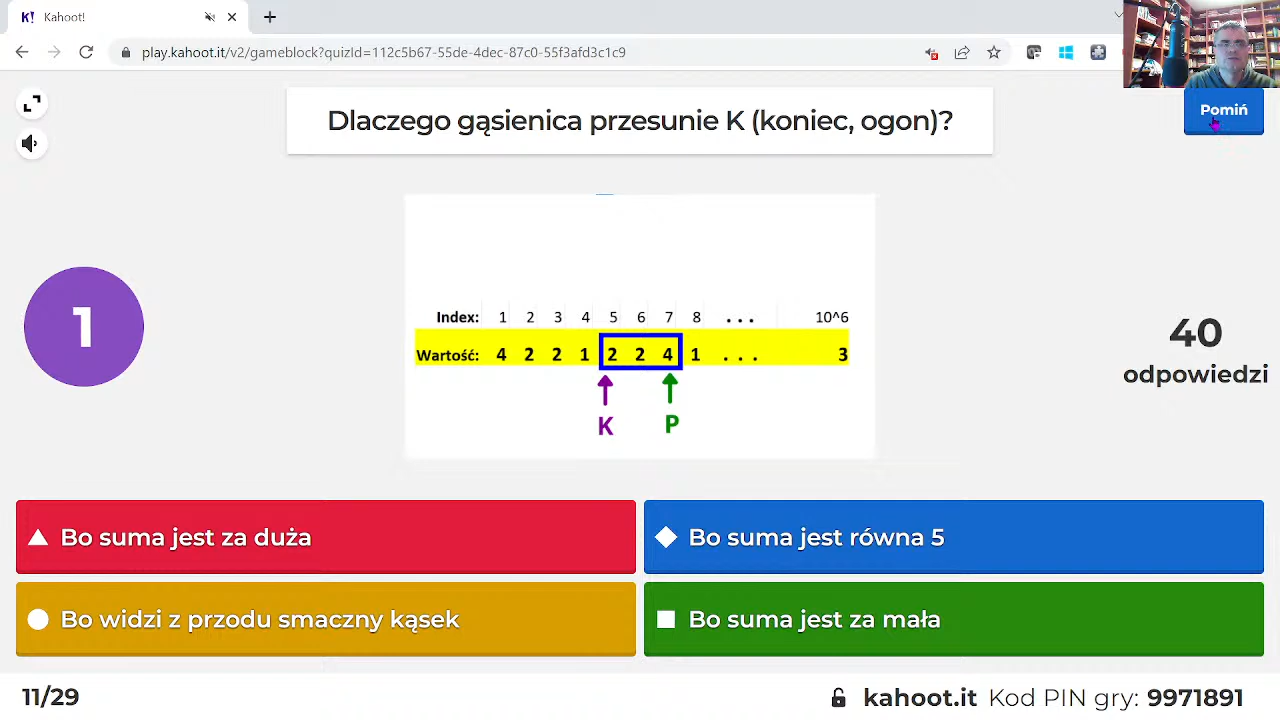 Kahoot!
play.kahoot.it/v2/gameblock?quizId=112c5b67-55de-4dec-87c0-55f3afd3c1c9
Dlaczego gąsienica przesunie K (koniec, ogon)?
Pomiń
1
Index: 1 2 3 4 5 6 7 8 ... 10^6
Wartość: 4 2 2 1 2 2 4 1 ... 3
K P
40
odpowiedzi
Bo suma jest za duża
Bo suma jest równa 5
Bo widzi z przodu smaczny kąsek
Bo suma jest za mała
11/29
kahoot.it Kod PIN gry: 9971891